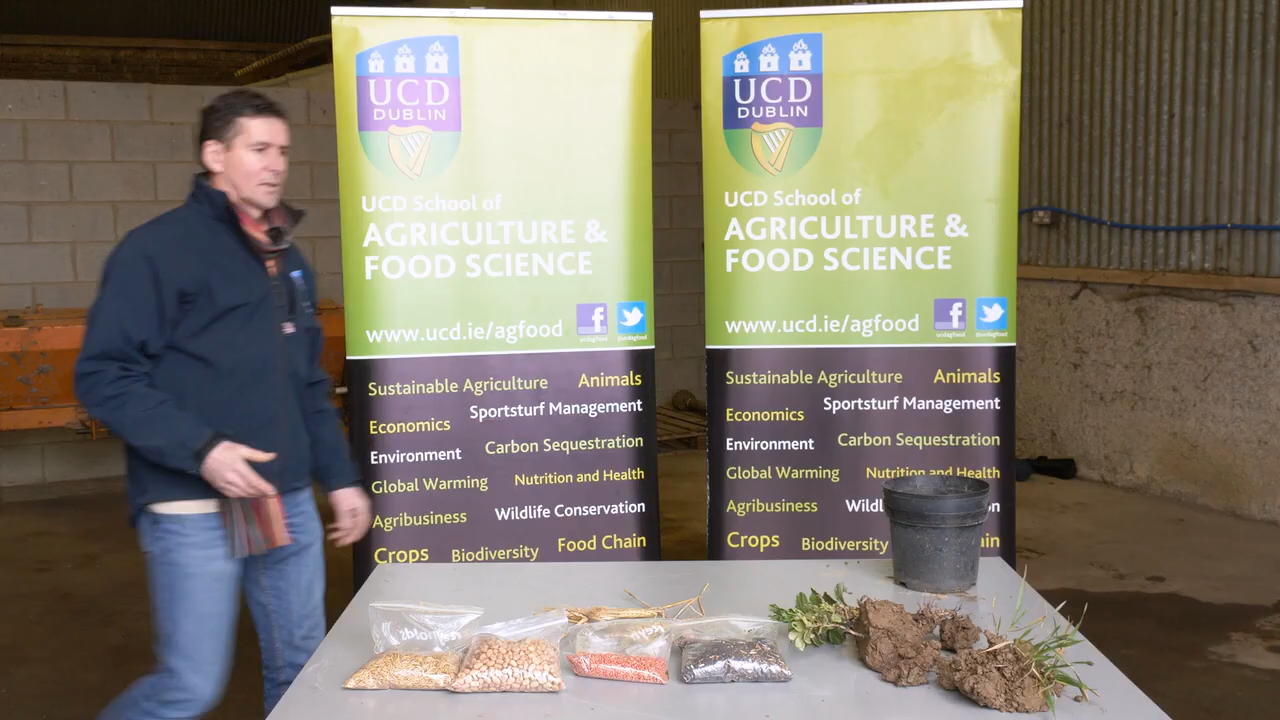 UCD
DUBLIN
UCD School of
AGRICULTURE &
FOOD SCIENCE
www.ucd.ie/agfood
Sustainable Agriculture Animals
Economics Sportsturf Management
Environment Carbon Sequestration
Global Warming Nutrition and Health
Agribusiness Wildlife Conservation
Crops Biodiversity Food Chain
UCD
DUBLIN
UCD School of
AGRICULTURE &
FOOD SCIENCE
www.ucd.ie/agfood
Sustainable Agriculture Animals
Economics Sportsturf Management
Environment Carbon Sequestration
Global Warming Nutrition and Health
Agribusiness
Crops Biodiversity